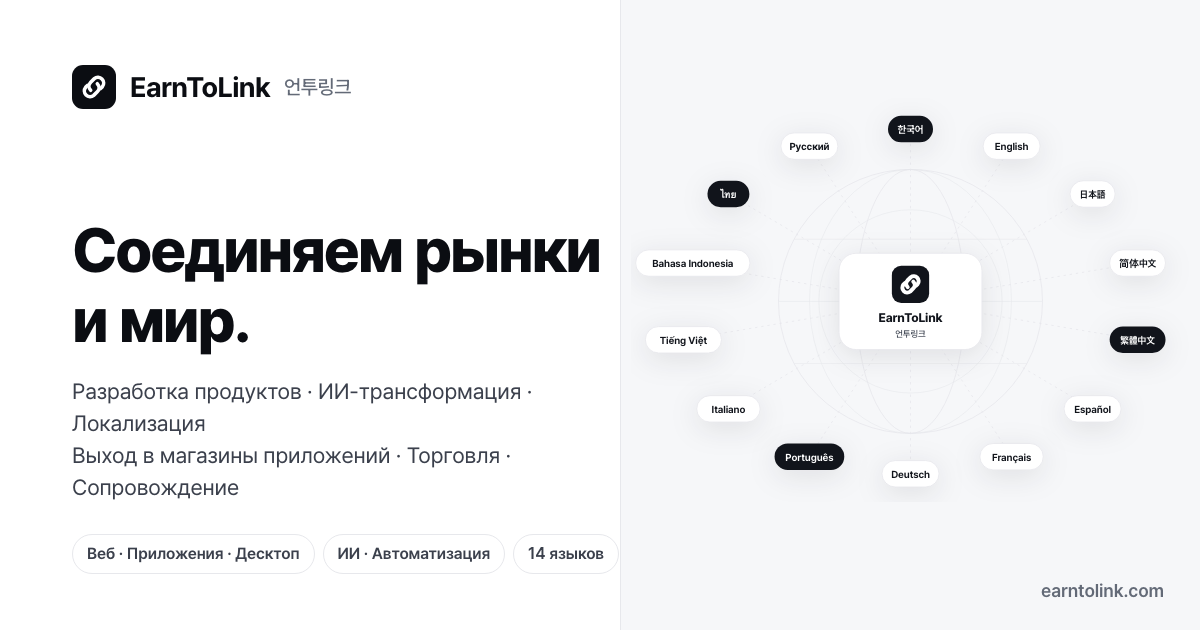 EarnToLink 언투링크
Соединяем рынки
и мир.
Разработка продуктов · ИИ-трансформация ·
Локализация
Выход в магазины приложений · Торговля ·
Сопровождение
Веб · Приложения · Десктоп
ИИ · Автоматизация
14 языков
한국어
Русский
English
ไทย
日本語
Bahasa Indonesia
简体中文
EarnToLink
언투링크
Tiếng Việt
繁體中文
Italiano
Español
Português
Français
Deutsch
earntolink.com